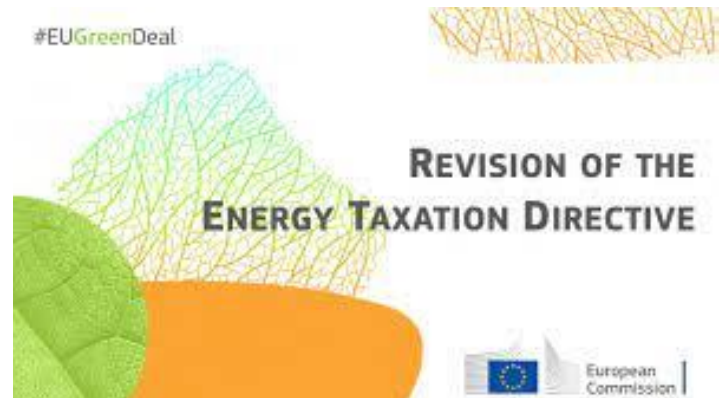 #EUGreenDeal
REVISION OF THE
ENERGY TAXATION DIRECTIVE
European
Commission